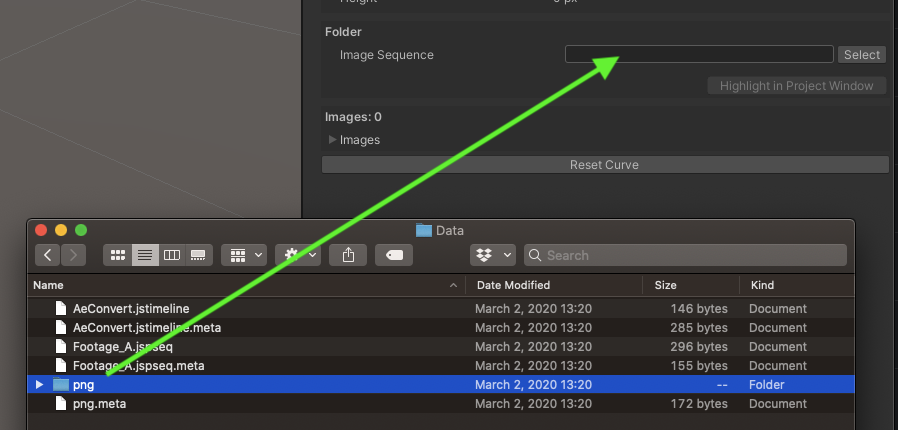 Height 0 px
Folder
Image Sequence Select
Highlight in Project Window
Images: 0
Images
Reset Curve
Data
Search
Name Date Modified Size Kind
AeConvert.jstimeline March 2, 2020 13:20 146 bytes Document
AeConvert.jstimeline.meta March 2, 2020 13:20 285 bytes Document
Footage_A.jspseq March 2, 2020 13:20 296 bytes Document
Footage_A.jspseq.meta March 2, 2020 13:20 155 bytes Document
png March 2, 2020 13:20 -- Folder
png.meta March 2, 2020 13:20 172 bytes Document